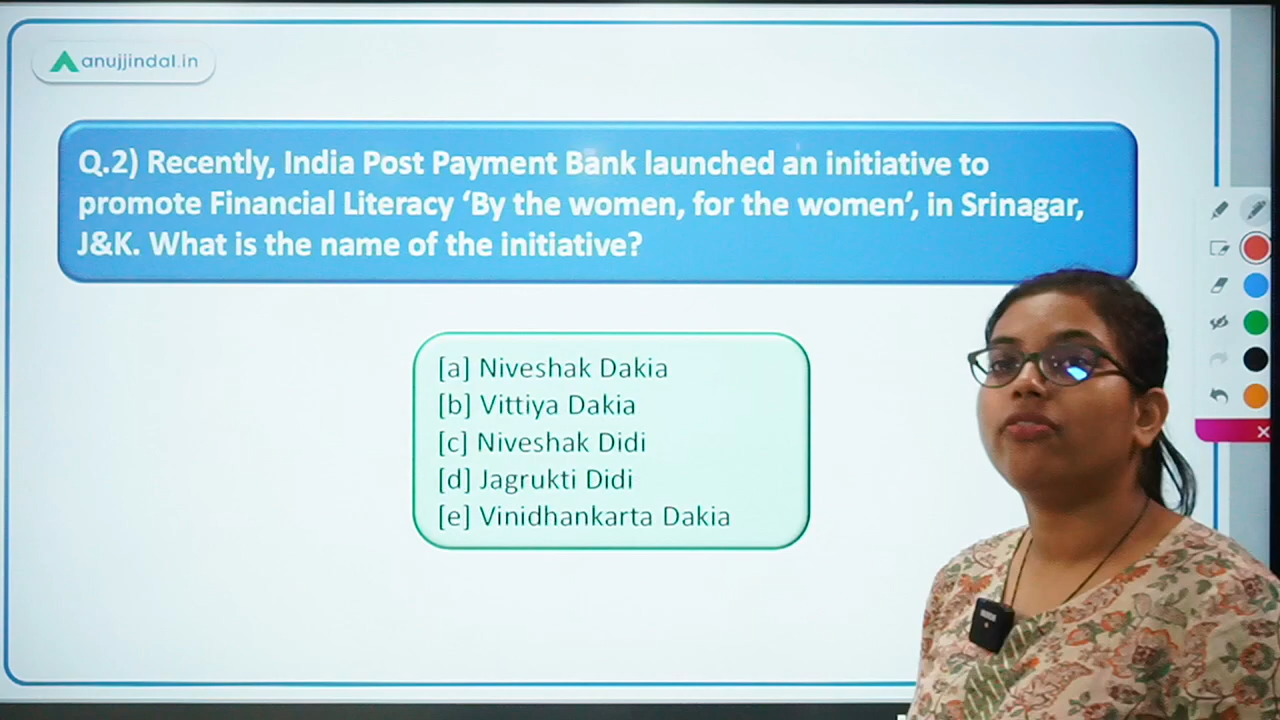 anujjindal.in
Q.2) Recently, India Post Payment Bank launched an initiative to
promote Financial Literacy ‘By the women, for the women’, in Srinagar,
J&K. What is the name of the initiative?
[a] Niveshak Dakia
[b] Vittiya Dakia
[c] Niveshak Didi
[d] Jagrukti Didi
[e] Vinidhankarta Dakia